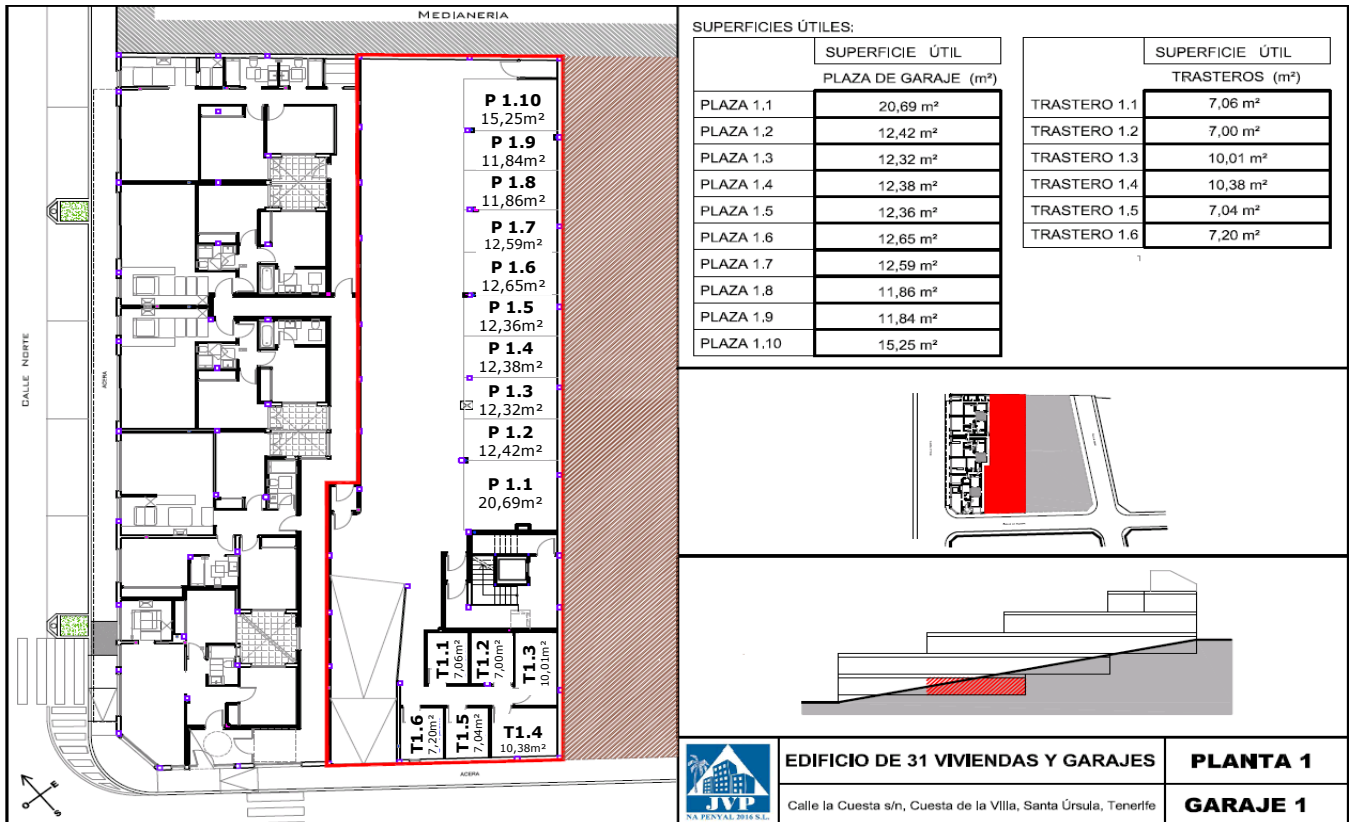 MEDIANERÍA
CALLE NORTE
ACERA
P 1.10
15,25m²
P 1.9
11,84m²
P 1.8
11,86m²
P 1.7
12,59m²
P 1.6
12,65m²
P 1.5
12,36m²
P 1.4
12,38m²
P 1.3
12,32m²
P 1.2
12,42m²
P 1.1
20,69m²
T1.1
7,06m²
T1.2
7,00m²
T1.3
10,01m²
T1.6
7,20m²
T1.5
7,04m²
T1.4
10,38m²
ACERA
E
O
S
SUPERFICIES ÚTILES:
SUPERFICIE ÚTIL
PLAZA DE GARAJE (m²)
PLAZA 1.1 20,69 m²
PLAZA 1.2 12,42 m²
PLAZA 1.3 12,32 m²
PLAZA 1.4 12,38 m²
PLAZA 1.5 12,36 m²
PLAZA 1.6 12,65 m²
PLAZA 1.7 12,59 m²
PLAZA 1.8 11,86 m²
PLAZA 1.9 11,84 m²
PLAZA 1.10 15,25 m²
SUPERFICIE ÚTIL
TRASTEROS (m²)
TRASTERO 1.1 7,06 m²
TRASTERO 1.2 7,00 m²
TRASTERO 1.3 10,01 m²
TRASTERO 1.4 10,38 m²
TRASTERO 1.5 7,04 m²
TRASTERO 1.6 7,20 m²
JVP
NA PENYAL 2016 S.L.
EDIFICIO DE 31 VIVIENDAS Y GARAJES
Calle la Cuesta s/n, Cuesta de la Villa, Santa Úrsula, Tenerife
PLANTA 1
GARAJE 1